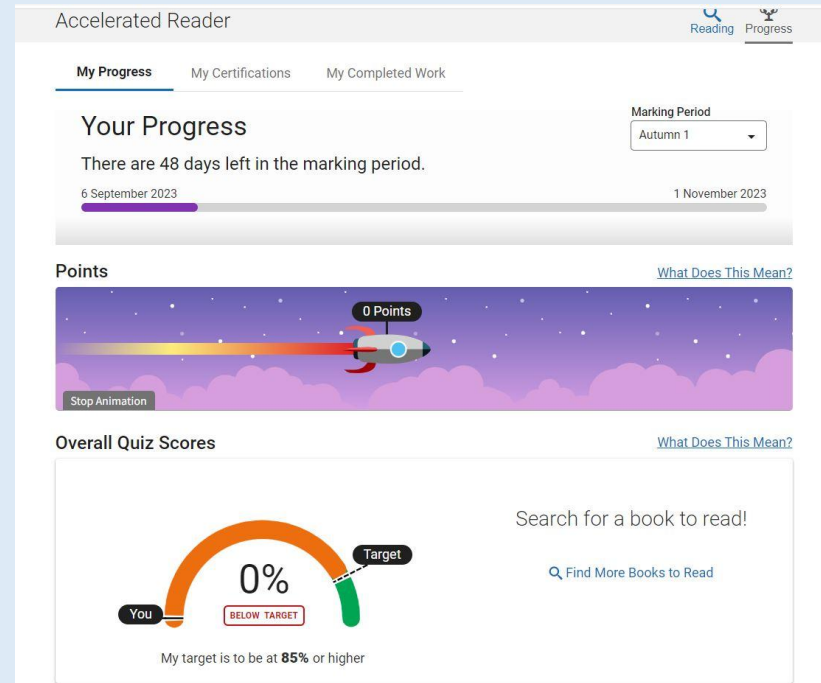 Accelerated Reader
Reading Progress
My Progress My Certifications My Completed Work
Marking Period
Your Progress
Autumn 1
There are 48 days left in the marking period.
6 September 2023 1 November 2023
Points What Does This Mean?
0 Points
Stop Animation
Overall Quiz Scores What Does This Mean?
Search for a book to read!
Target
0% Find More Books to Read
You BELOW TARGET
My target is to be at 85% or higher